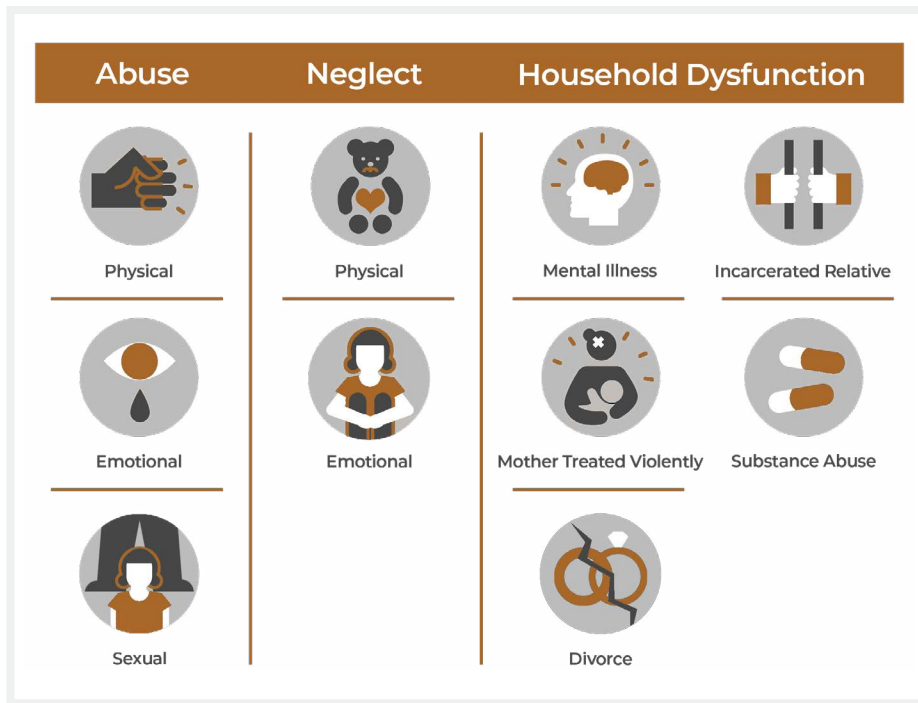 Abuse
Neglect
Household Dysfunction
Physical
Physical
Mental Illness
Incarcerated Relative
Emotional
Emotional
Mother Treated Violently
Substance Abuse
Sexual
Divorce